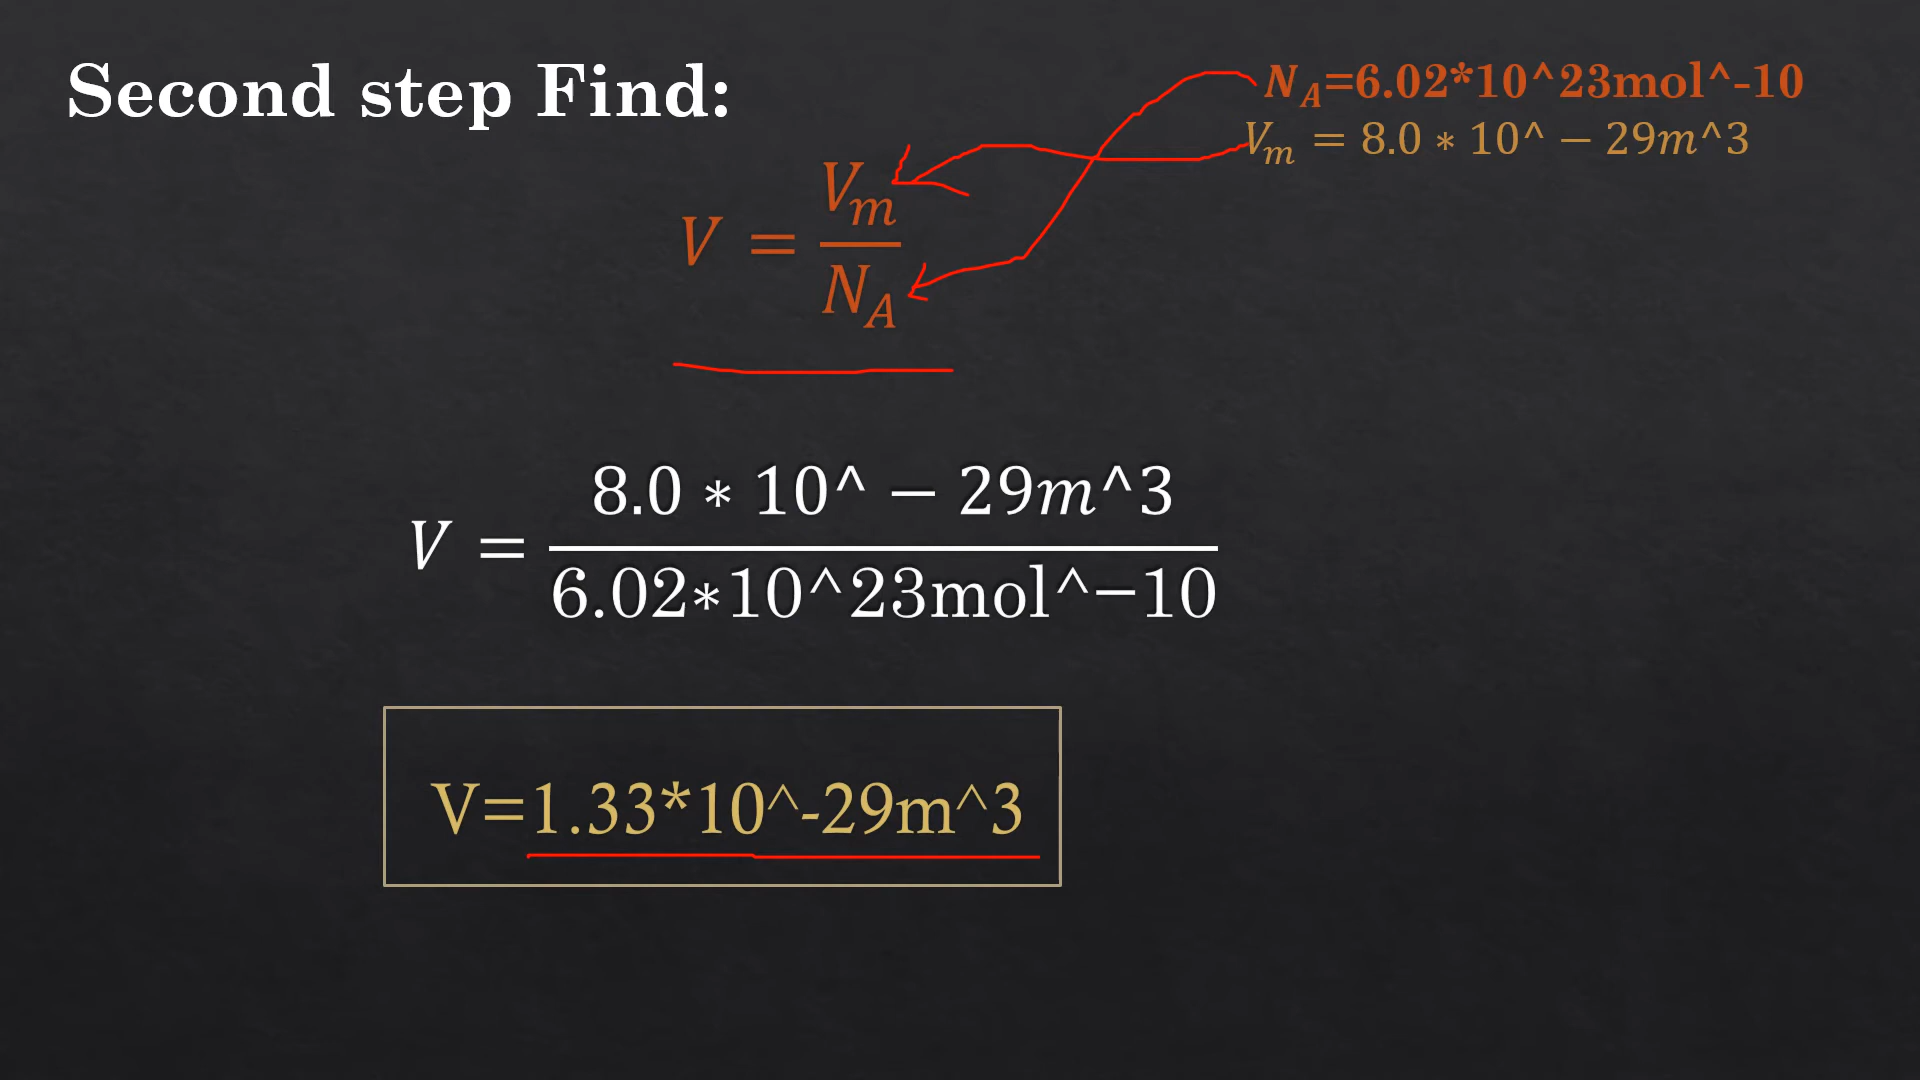 Second step Find:
N_A=6.02*10^23mol^-10
V_m = 8.0 * 10^ − 29m^3
V = V_m / N_A
V = 8.0 * 10^ − 29m^3 / 6.02*10^23mol^−10
V=1.33*10^-29m^3